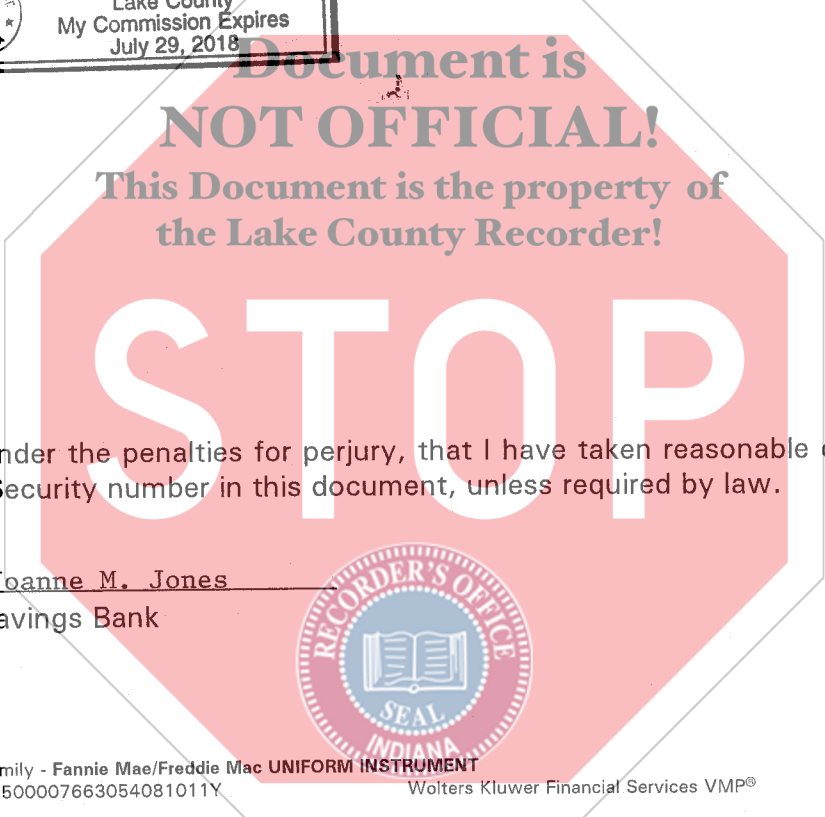 Lake County
My Commission Expires
July 29, 2018
Document is
NOT OFFICIAL!
This Document is the property of
the Lake County Recorder!
STOP
nder the penalties for perjury, that I have taken reasonable
Security number in this document, unless required by law.
oanne M. Jones
avings Bank
RECORDER'S OFFICE
SEAL
INDIANA
mily - Fannie Mae/Freddie Mac UNIFORM INSTRUMENT
500007663054081011Y
Wolters Kluwer Financial Services VMP®